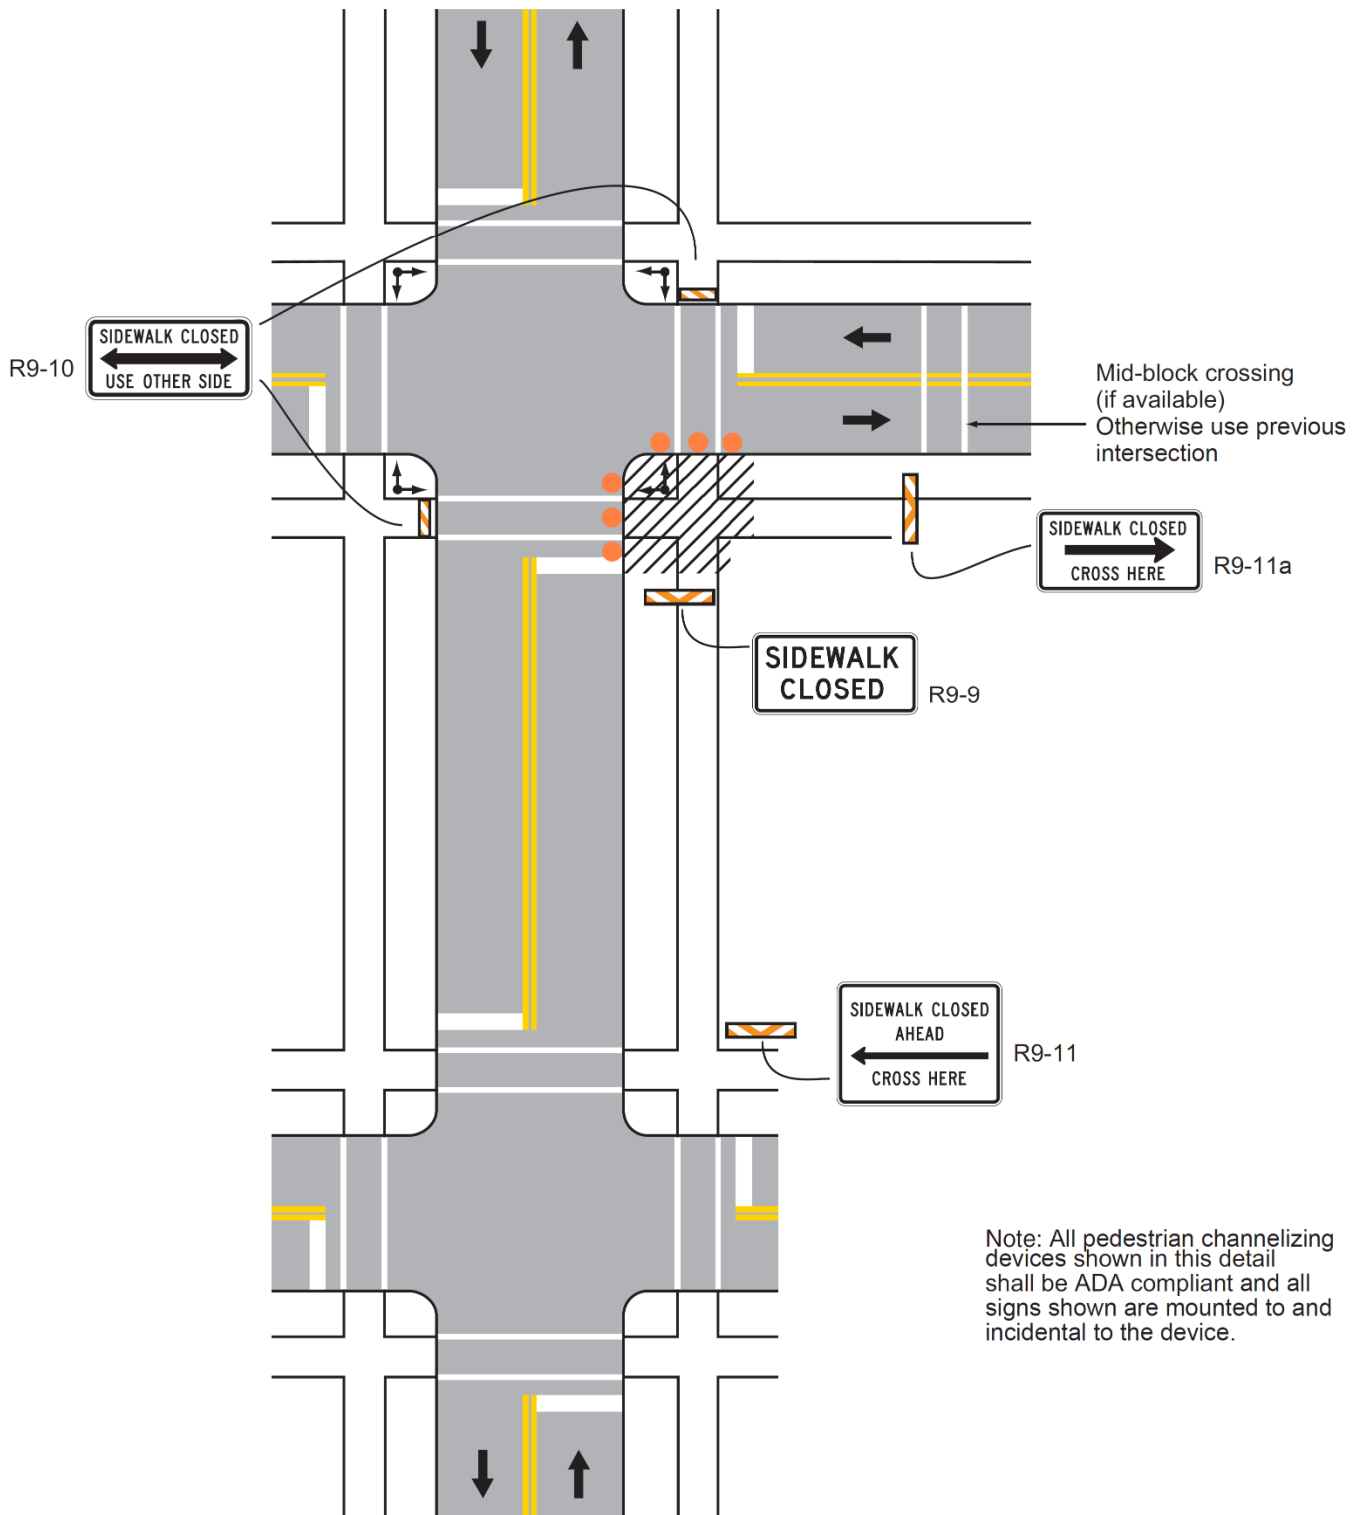 R9-10
SIDEWALK CLOSED
USE OTHER SIDE
Mid-block crossing
(if available)
Otherwise use previous
intersection
SIDEWALK CLOSED
CROSS HERE
R9-11a
SIDEWALK
CLOSED
R9-9
SIDEWALK CLOSED
AHEAD
CROSS HERE
R9-11
Note: All pedestrian channelizing
devices shown in this detail
shall be ADA compliant and all
signs shown are mounted to and
incidental to the device.